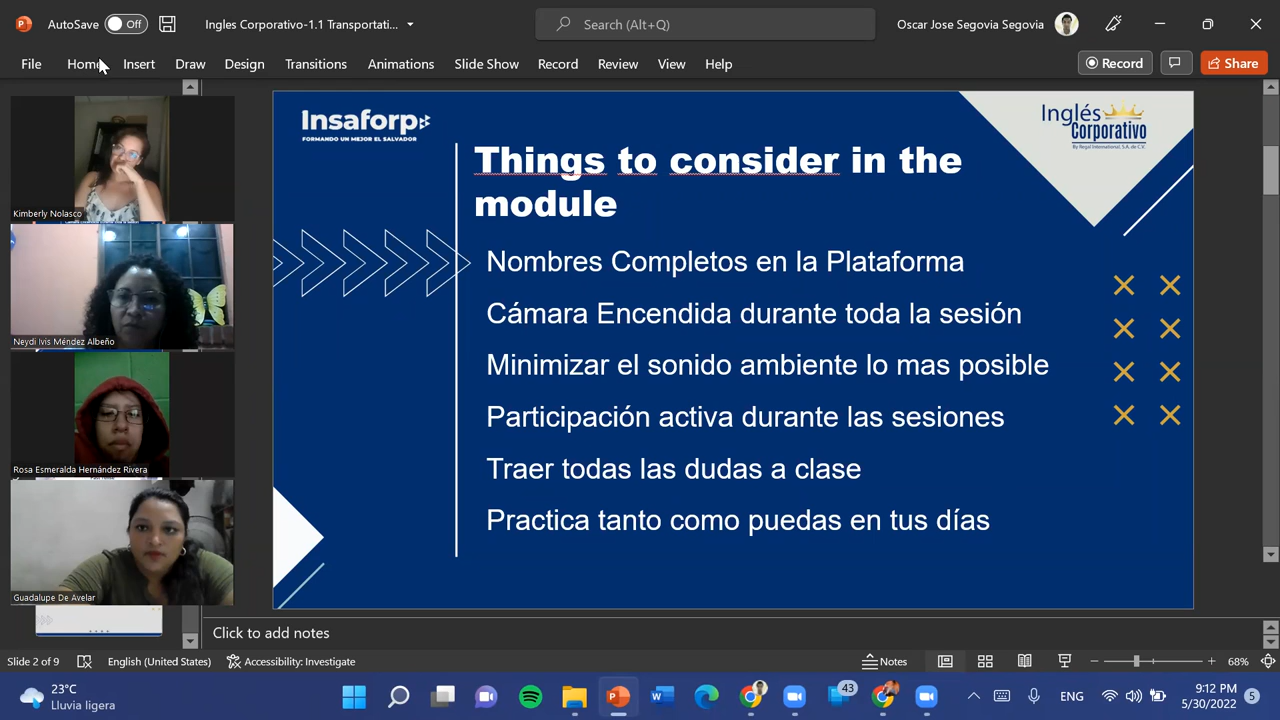 AutoSave
Off
Ingles Corporativo-1.1 Transportati...
Search (Alt+Q)
Oscar Jose Segovia Segovia
File
Home
Insert
Draw
Design
Transitions
Animations
Slide Show
Record
Review
View
Help
Record
Share
Kimberly Nolasco
Neydi Ivis Méndez Albeño
Rosa Esmeralda Hernández Rivera
Guadalupe De Avelar
Insaforp
FORMANDO UN MEJOR EL SALVADOR
Inglés
Corporativo
By Regal International, S.A. de C.V.
Things to consider in the
module
Nombres Completos en la Plataforma
Cámara Encendida durante toda la sesión
Minimizar el sonido ambiente lo mas posible
Participación activa durante las sesiones
Traer todas las dudas a clase
Practica tanto como puedas en tus días
Click to add notes
Slide 2 of 9
English (United States)
Accessibility: Investigate
Notes
68%
23°C
Lluvia ligera
43
ENG
9:12 PM
5/30/2022
5